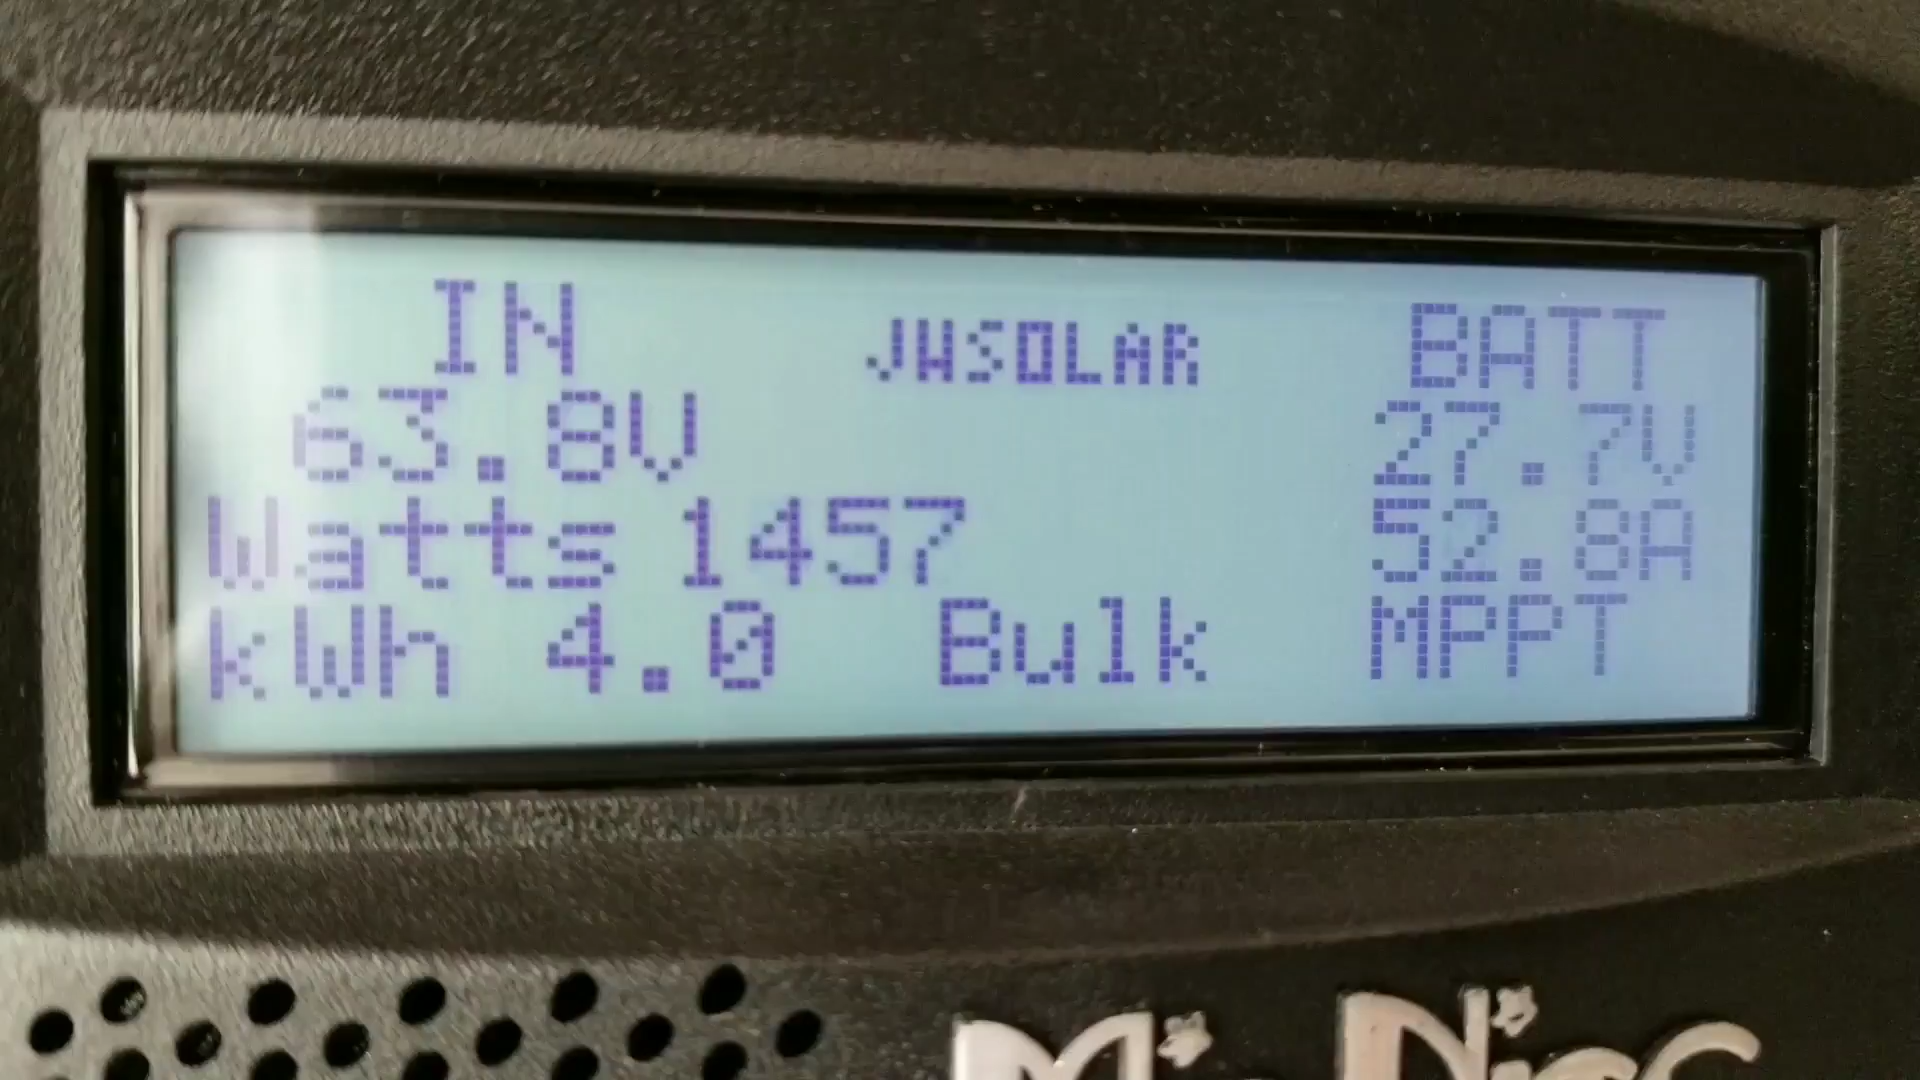 IN JWSOLAR BATT
63.8V 27.7V
Watts 1457 52.8A
kWh 4.0 Bulk MPPT